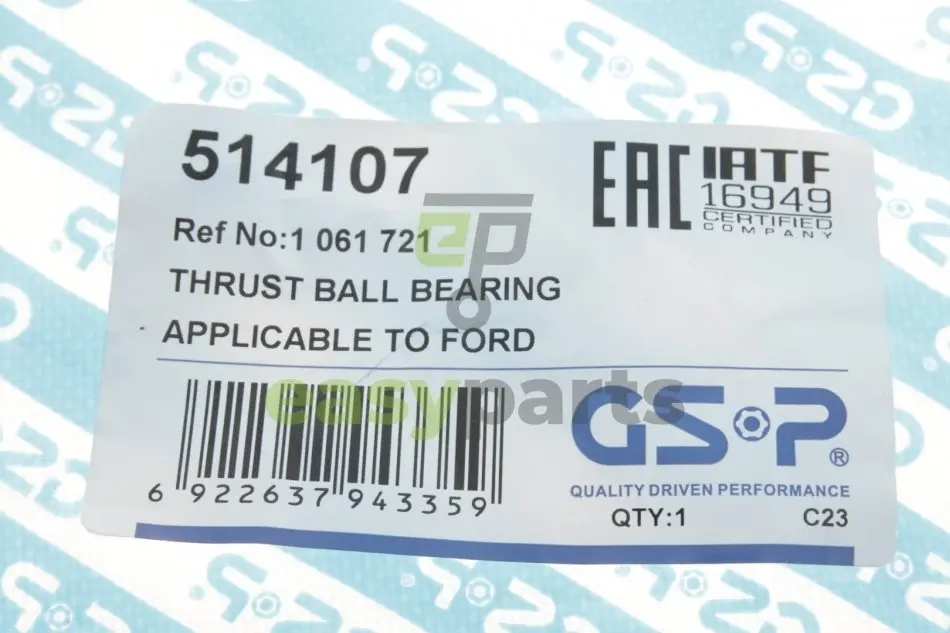 514107
EAC
IATF
16949
CERTIFIED
COMPANY
Ref No:1 061 721
THRUST BALL BEARING
APPLICABLE TO FORD
ep
easyparts
GS·P®
6 922637 943359
QUALITY DRIVEN PERFORMANCE
QTY:1 C23